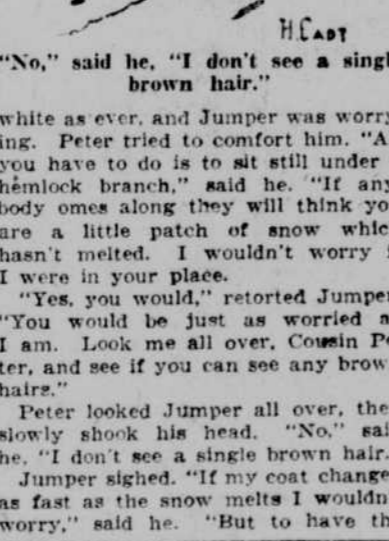 H.CADY
"No," said he, "I don't see a singl
brown hair."
white as ever, and Jumper was worry
ing. Peter tried to comfort him. "A
you have to do is to sit still under
hemlock branch," said he. "If any
body omes along they will think yo
are a little patch of snow whic
hasn't melted. I wouldn't worry i
I were in your place.
"Yes, you would," retorted Jumper
"You would be just as worried a
I am. Look me all over, Cousin Pe
ter, and see if you can see any brow
hairs."
Peter looked Jumper all over, the
slowly shook his head. "No," sai
he, "I don't see a single brown hair.
Jumper sighed. "If my coat change
as fast as the snow melts I wouldn
worry," said he. "But to have th